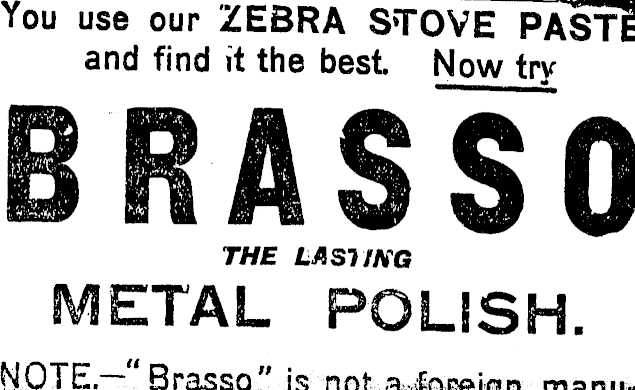 You use our ZEBRA STOVE PASTE
and find it the best. Now try
BRASSO
THE LASTING
METAL POLISH.
NOTE.—"Brasso" is not a foreign manu-